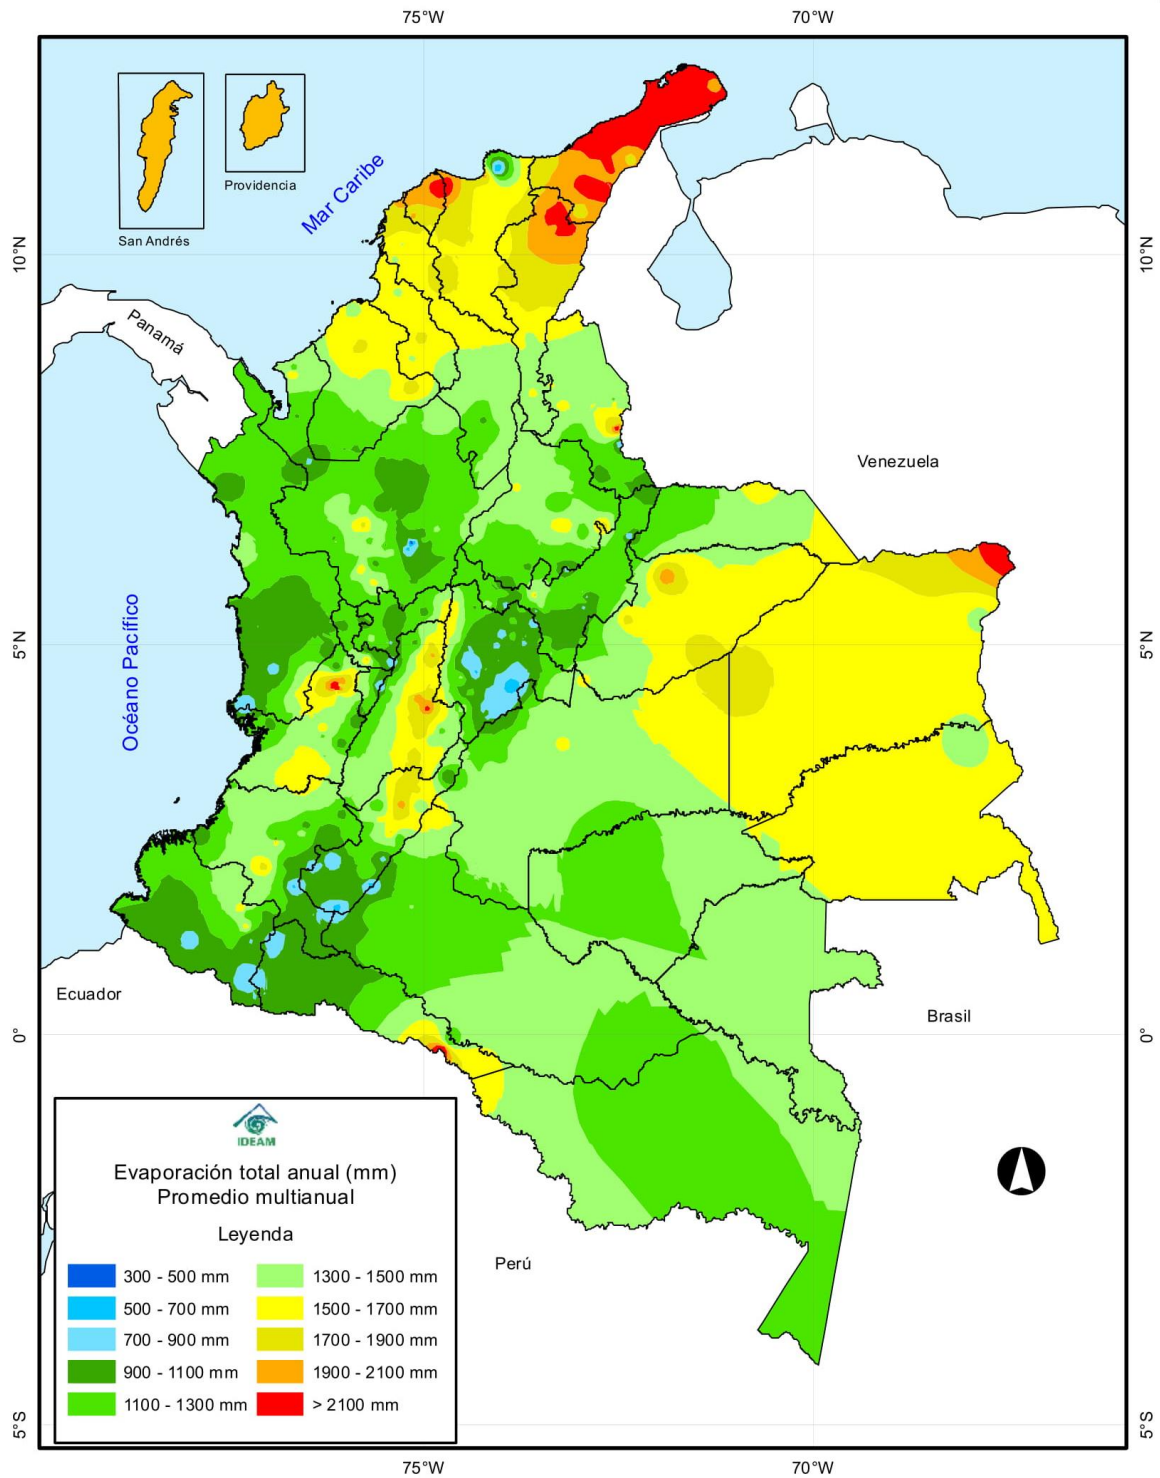 75°W
70°W
Mar Caribe
Providencia
San Andrés
10°N
10°N
Panamá
Venezuela
Océano Pacífico
5°N
5°N
Ecuador
Brasil
0°
0°
IDEAM
Evaporación total anual (mm)
Promedio multianual
Leyenda
Perú
300 - 500 mm
1300 - 1500 mm
500 - 700 mm
1500 - 1700 mm
700 - 900 mm
1700 - 1900 mm
900 - 1100 mm
1900 - 2100 mm
1100 - 1300 mm
> 2100 mm
5°S
5°S
75°W
70°W